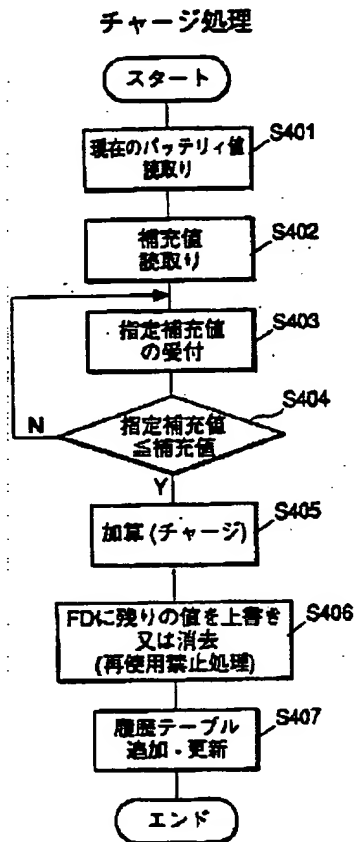 チャージ処理
スタート
S401
現在のバッテリィ値
読取り
S402
補充値
読取り
S403
指定補充値
の受付
S404
指定補充値
≦補充値
N
Y
S405
加算(チャージ)
S406
FDに残りの値を上書き
又は消去
(再使用禁止処理)
S407
履歴テーブル
追加・更新
エンド